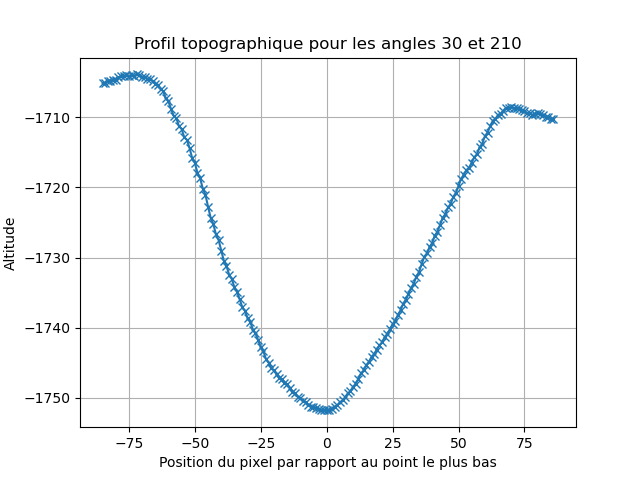 Profil topographique pour les angles 30 et 210
Altitude
−1710
−1720
−1730
−1740
−1750
−75 −50 −25 0 25 50 75
Position du pixel par rapport au point le plus bas